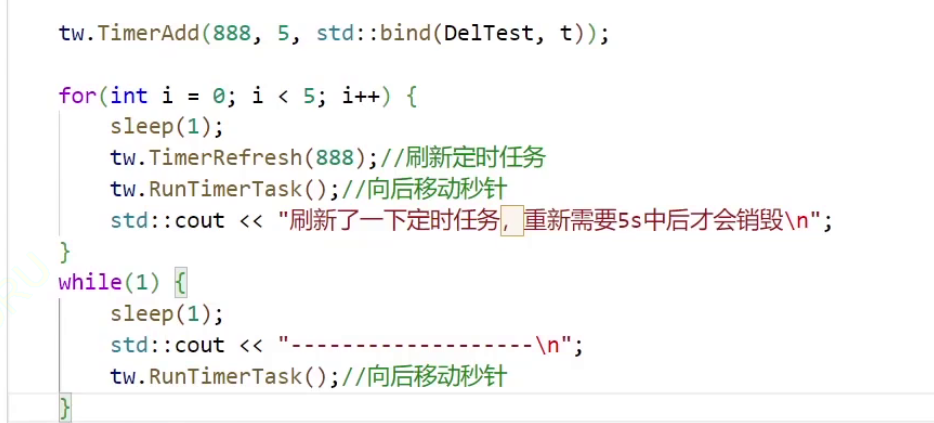 tw.TimerAdd(888, 5, std::bind(DelTest, t));
for(int i = 0; i < 5; i++) {
sleep(1);
tw.TimerRefresh(888);//刷新定时任务
tw.RunTimerTask();//向后移动秒针
std::cout << "刷新了一下定时任务，重新需要5s中后才会销毁\n";
}
while(1) {
sleep(1);
std::cout << "-------------------\n";
tw.RunTimerTask();//向后移动秒针
}